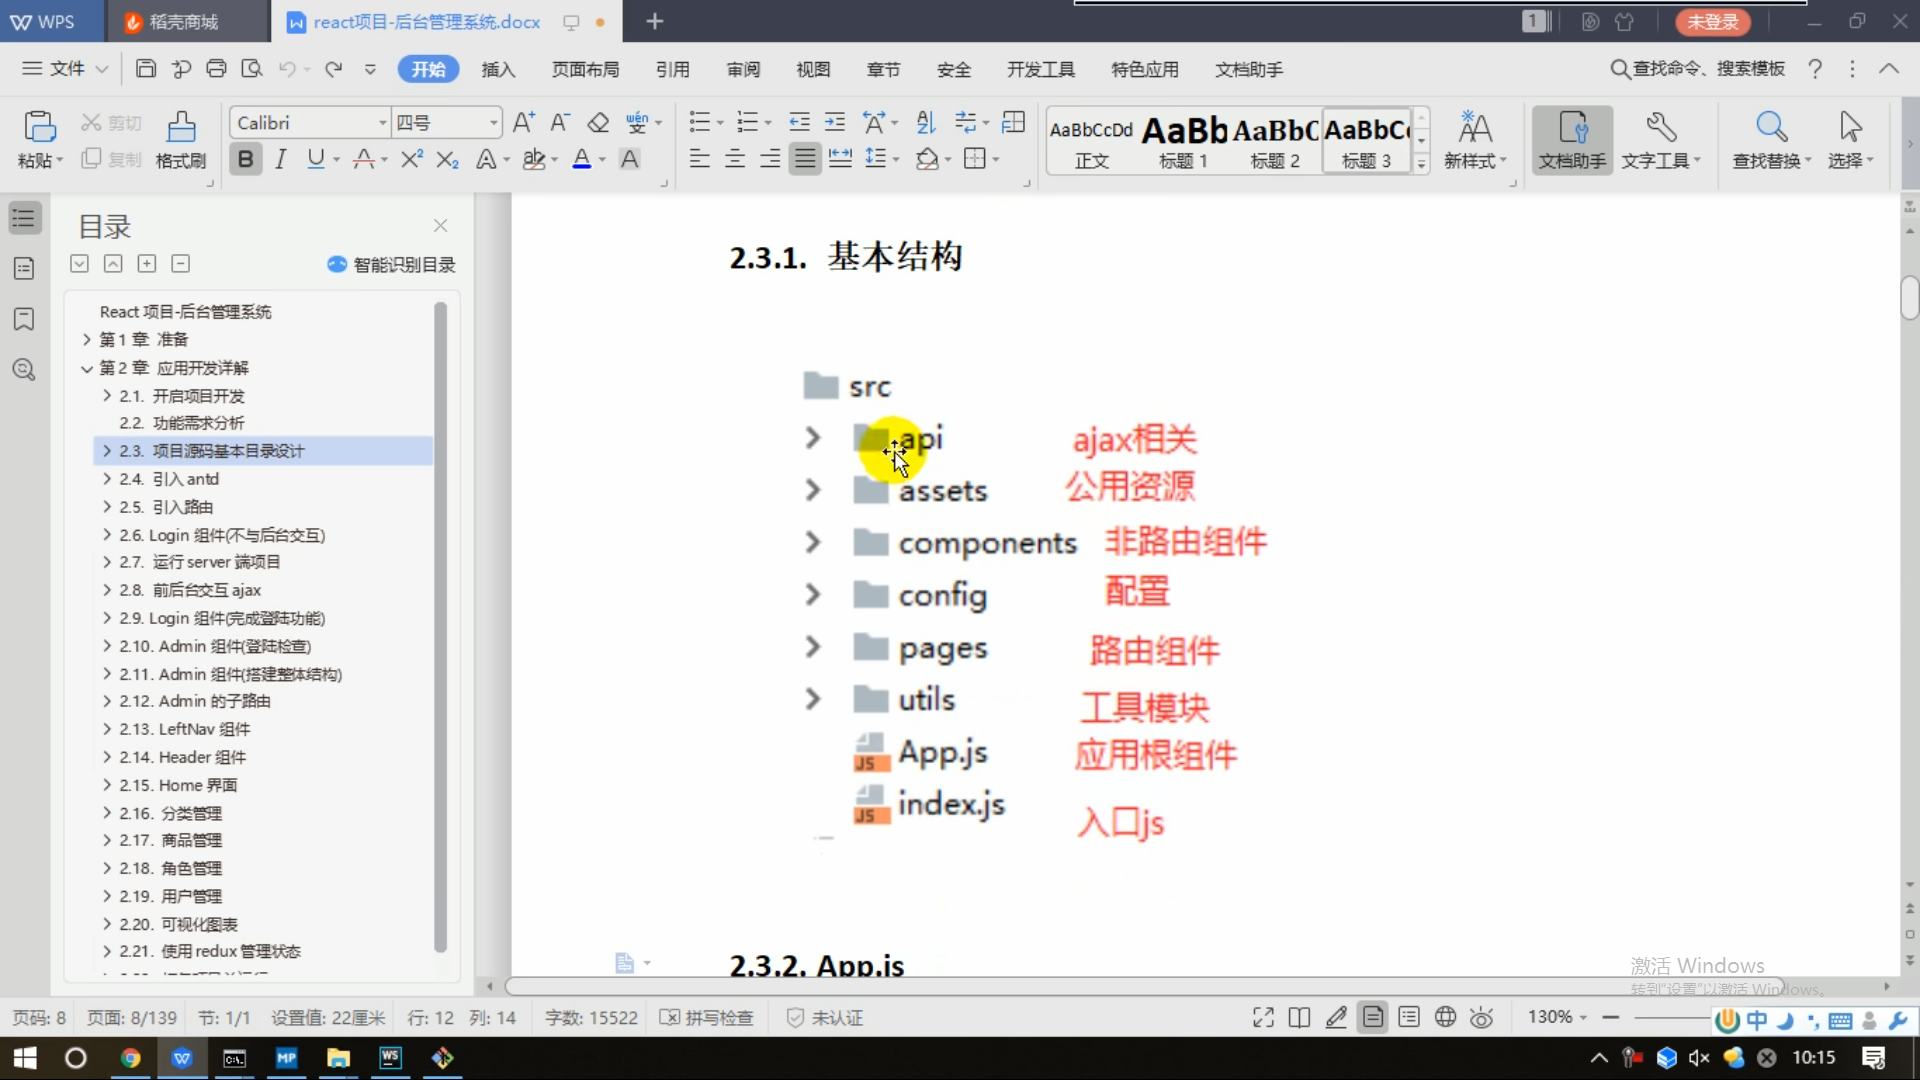 WPS
稻壳商城
react项目-后台管理系统.docx
1
未登录
文件
开始
插入
页面布局
引用
审阅
视图
章节
安全
开发工具
特色应用
文档助手
查找命令、搜索模板
粘贴
剪切
复制
格式刷
Calibri
四号
AaBbCcDd
正文
AaBb
标题 1
AaBbC
标题 2
AaBbC
标题 3
新样式
文档助手
文字工具
查找替换
选择
目录
智能识别目录
React 项目-后台管理系统
第 1 章 准备
第 2 章 应用开发详解
2.1. 开启项目开发
2.2. 功能需求分析
2.3. 项目源码基本目录设计
2.4. 引入 antd
2.5. 引入路由
2.6. Login 组件(不与后台交互)
2.7. 运行 server 端项目
2.8. 前后台交互 ajax
2.9. Login 组件(完成登陆功能)
2.10. Admin 组件(登陆检查)
2.11. Admin 组件(搭建整体结构)
2.12. Admin 的子路由
2.13. LeftNav 组件
2.14. Header 组件
2.15. Home 界面
2.16. 分类管理
2.17. 商品管理
2.18. 角色管理
2.19. 用户管理
2.20. 可视化图表
2.21. 使用 redux 管理状态
2.3.1. 基本结构
src
api ajax相关
assets 公用资源
components 非路由组件
config 配置
pages 路由组件
utils 工具模块
JS App.js 应用根组件
JS index.js 入口js
2.3.2. App.js
激活 Windows
转到"设置"以激活 Windows。
页码: 8
页面: 8/139
节: 1/1
设置值: 22厘米
行: 12
列: 14
字数: 15522
拼写检查
未认证
130%
中
MP
WS
10:15